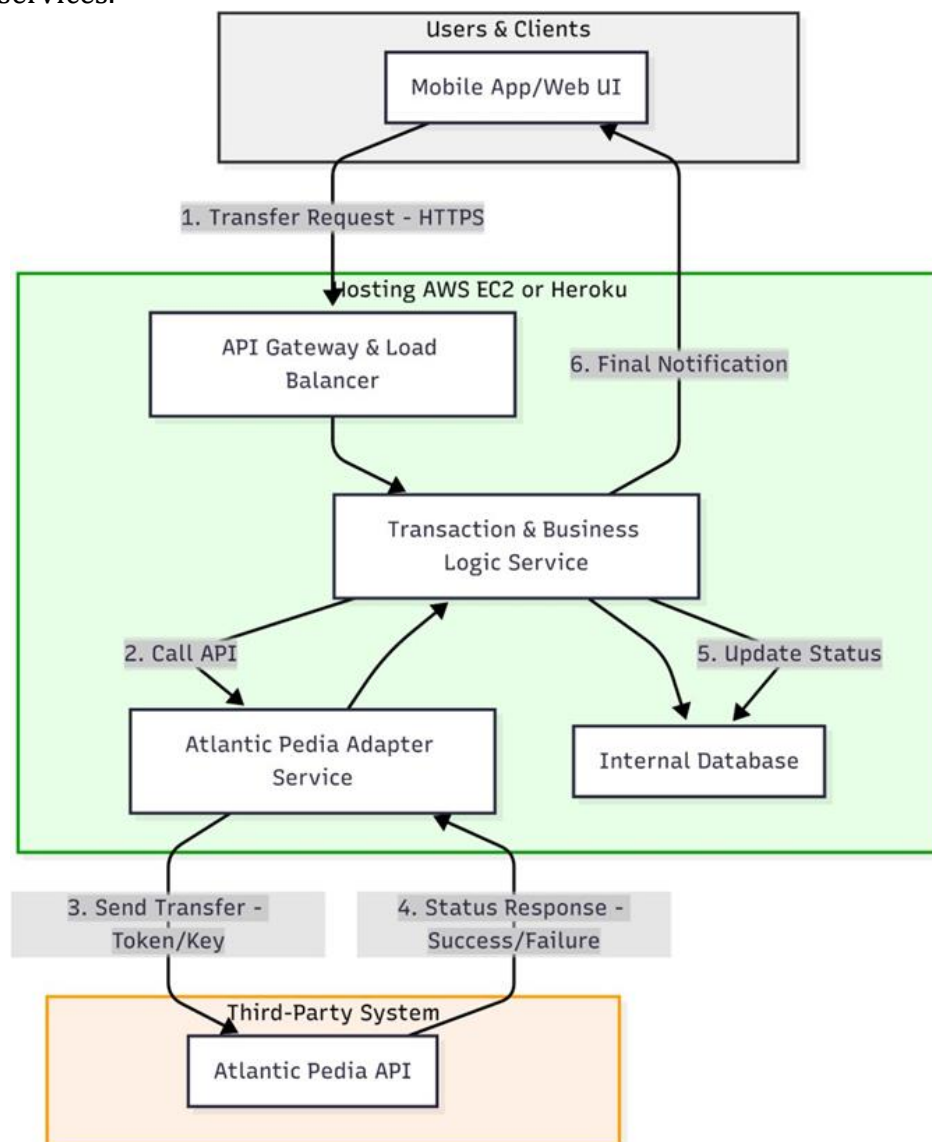 services.
Users & Clients
Mobile App/Web UI
1. Transfer Request - HTTPS
Hosting AWS EC2 or Heroku
API Gateway & Load
Balancer
6. Final Notification
Transaction & Business
Logic Service
2. Call API
5. Update Status
Atlantic Pedia Adapter
Service
Internal Database
3. Send Transfer -
Token/Key
4. Status Response -
Success/Failure
Third-Party System
Atlantic Pedia API